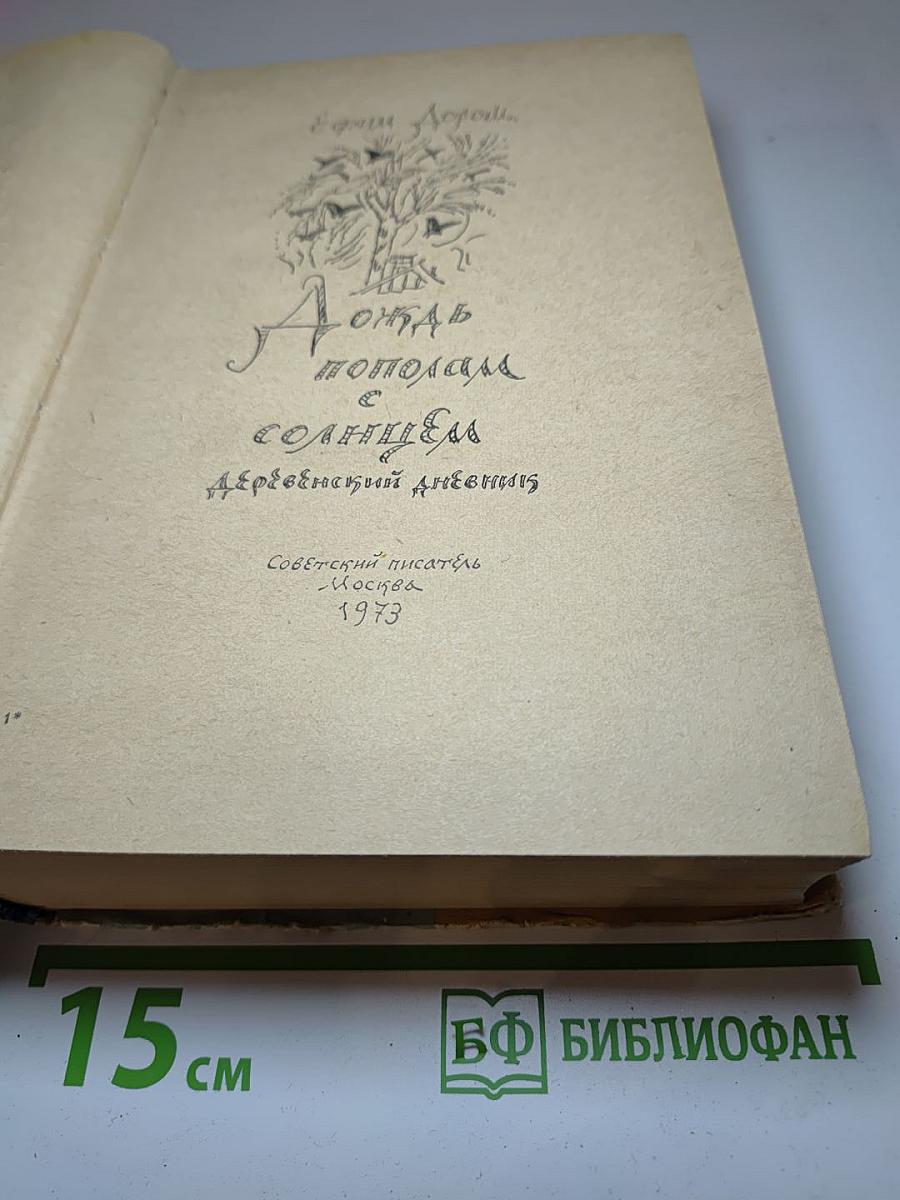 Ефим Дорош
Дождь
пополам
с
солнцем
деревенский дневник
Советский писатель
Москва
1973
1*
15 см
БФ БИБЛИОФАН